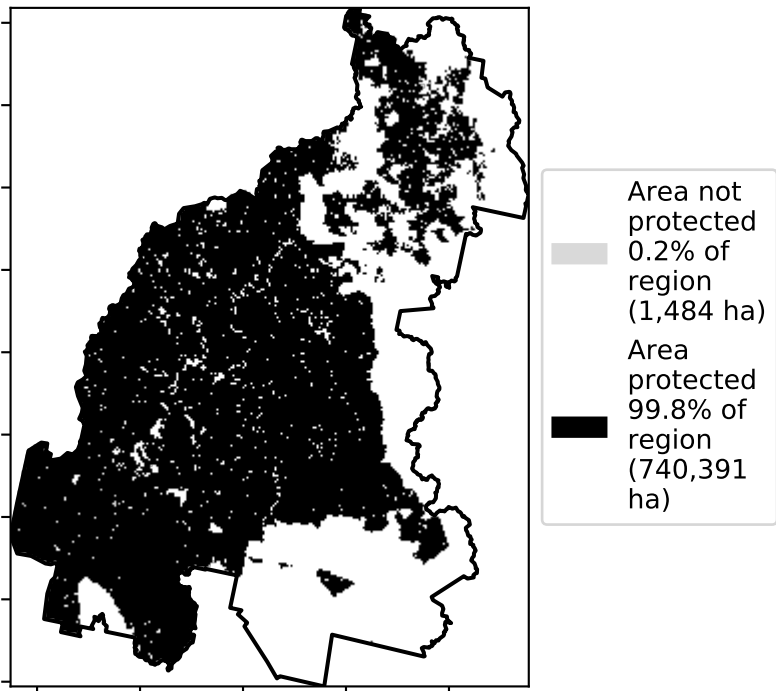 Area not
protected
0.2% of
region
(1,484 ha)
Area
protected
99.8% of
region
(740,391
ha)